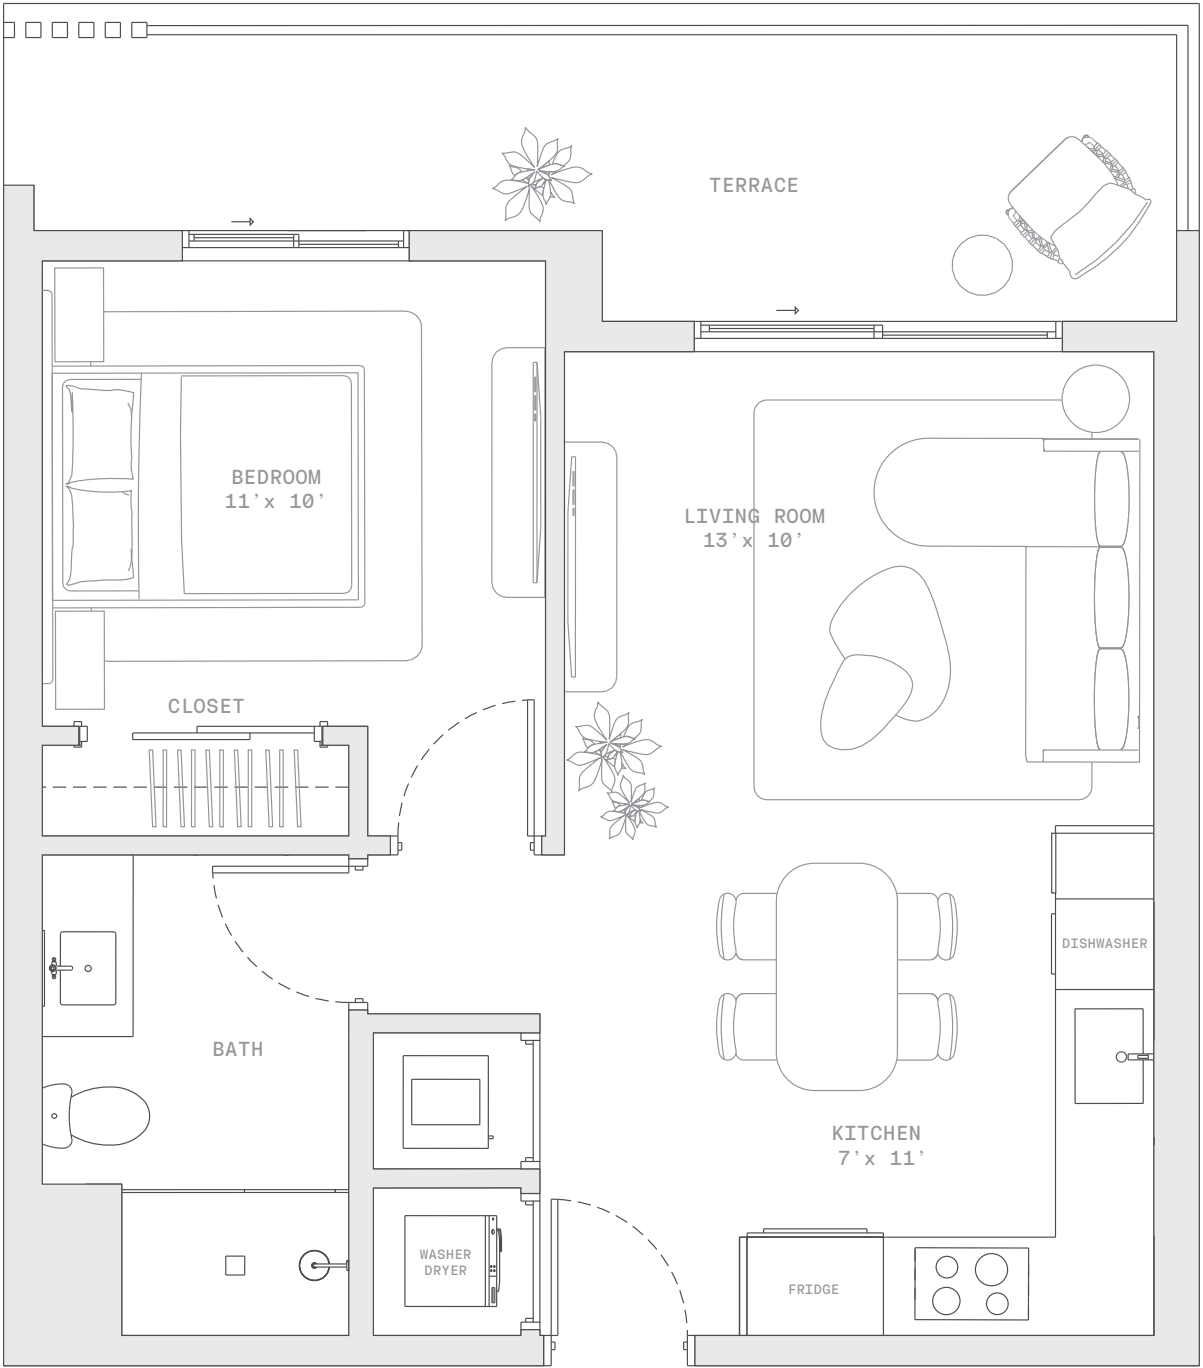 TERRACE
BEDROOM
11’x 10’
LIVING ROOM
13’x 10’
CLOSET
DISHWASHER
BATH
KITCHEN
7’x 11’
WASHER
DRYER
FRIDGE